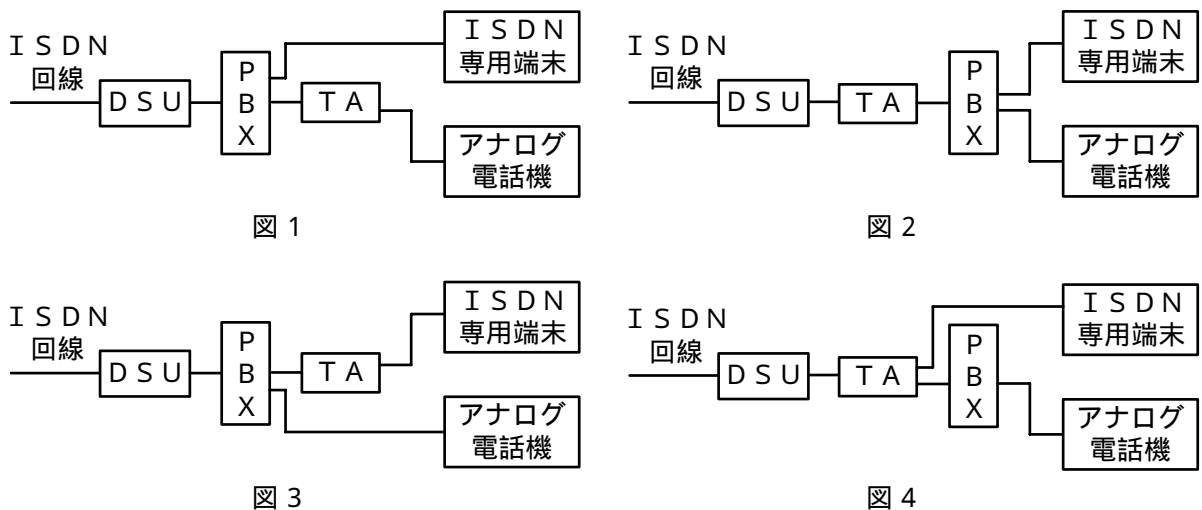 ＩＳＤＮ
回線
ＤＳＵ
Ｐ
Ｂ
Ｘ
ＴＡ
ＩＳＤＮ
専用端末
アナログ
電話機
図１
ＩＳＤＮ
回線
ＤＳＵ
ＴＡ
Ｐ
Ｂ
Ｘ
ＩＳＤＮ
専用端末
アナログ
電話機
図２
ＩＳＤＮ
回線
ＤＳＵ
Ｐ
Ｂ
Ｘ
ＴＡ
ＩＳＤＮ
専用端末
アナログ
電話機
図３
ＩＳＤＮ
回線
ＤＳＵ
ＴＡ
Ｐ
Ｂ
Ｘ
ＩＳＤＮ
専用端末
アナログ
電話機
図４